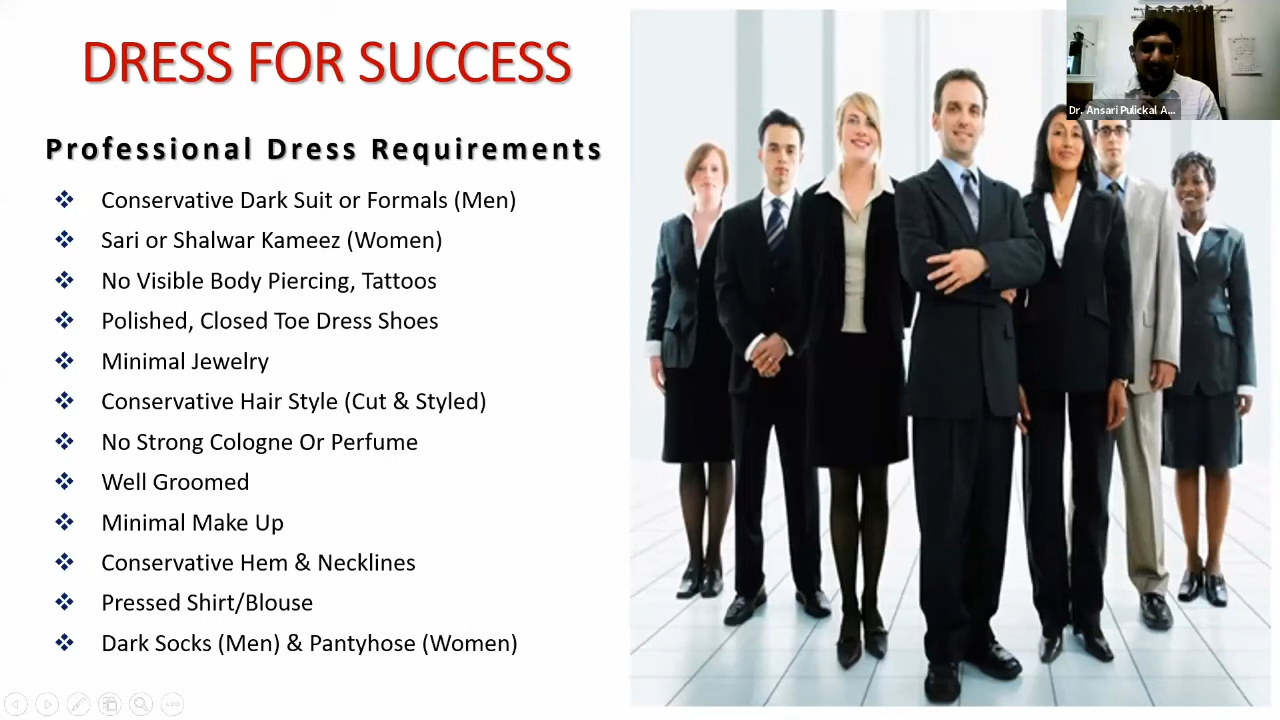 DRESS FOR SUCCESS
Professional Dress Requirements
Conservative Dark Suit or Formals (Men)
Sari or Shalwar Kameez (Women)
No Visible Body Piercing, Tattoos
Polished, Closed Toe Dress Shoes
Minimal Jewelry
Conservative Hair Style (Cut & Styled)
No Strong Cologne Or Perfume
Well Groomed
Minimal Make Up
Conservative Hem & Necklines
Pressed Shirt/Blouse
Dark Socks (Men) & Pantyhose (Women)
Dr. Ansari Pulickal A...